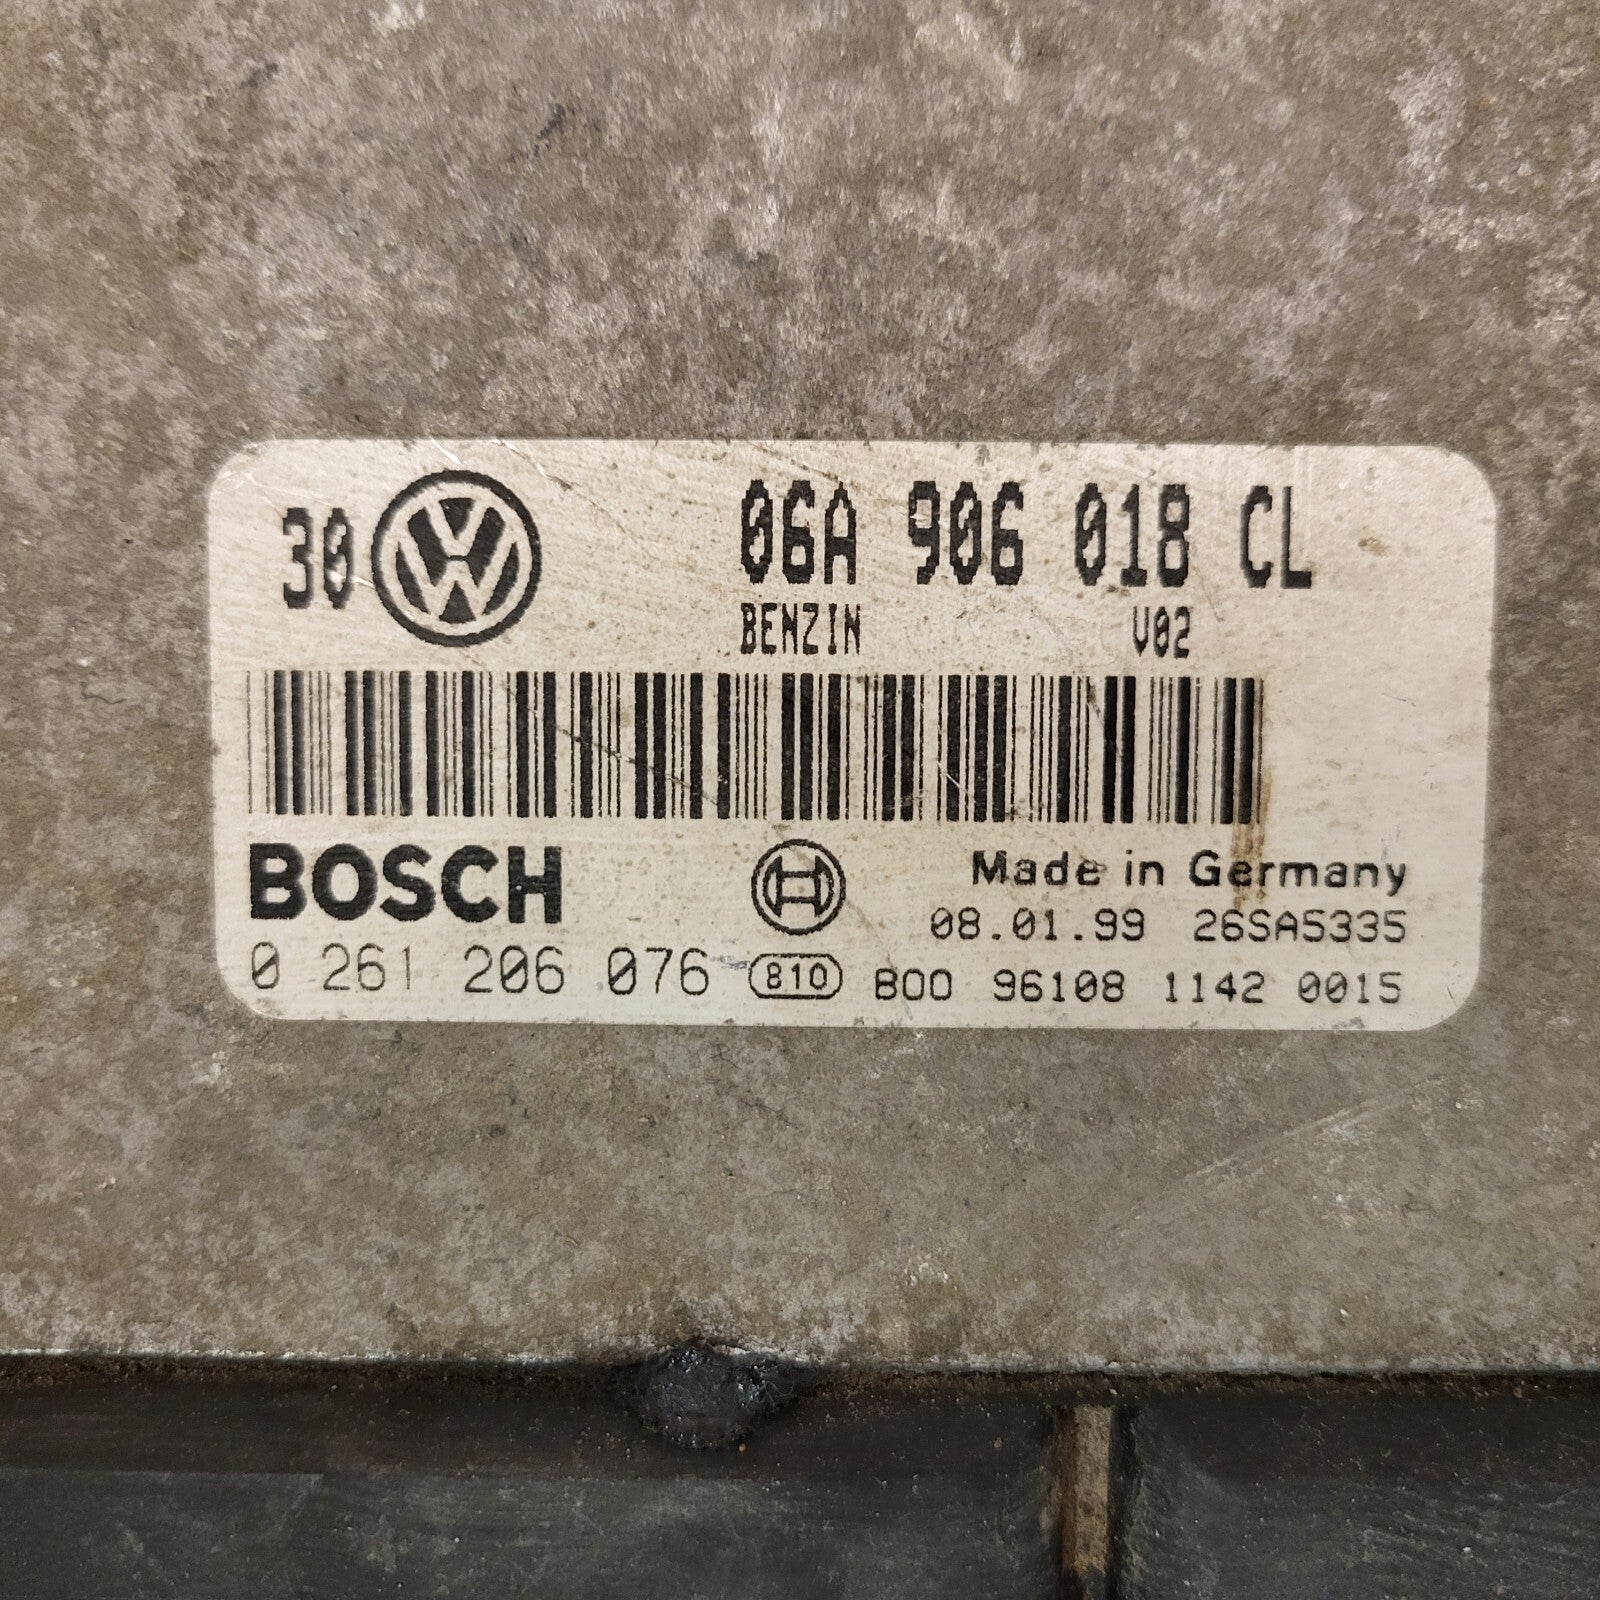 30 VW 06A 906 018 CL
BENZIN V02
BOSCH Made in Germany
08.01.99 26SA5335
0 261 206 076 810 B00 96108 1142 0015